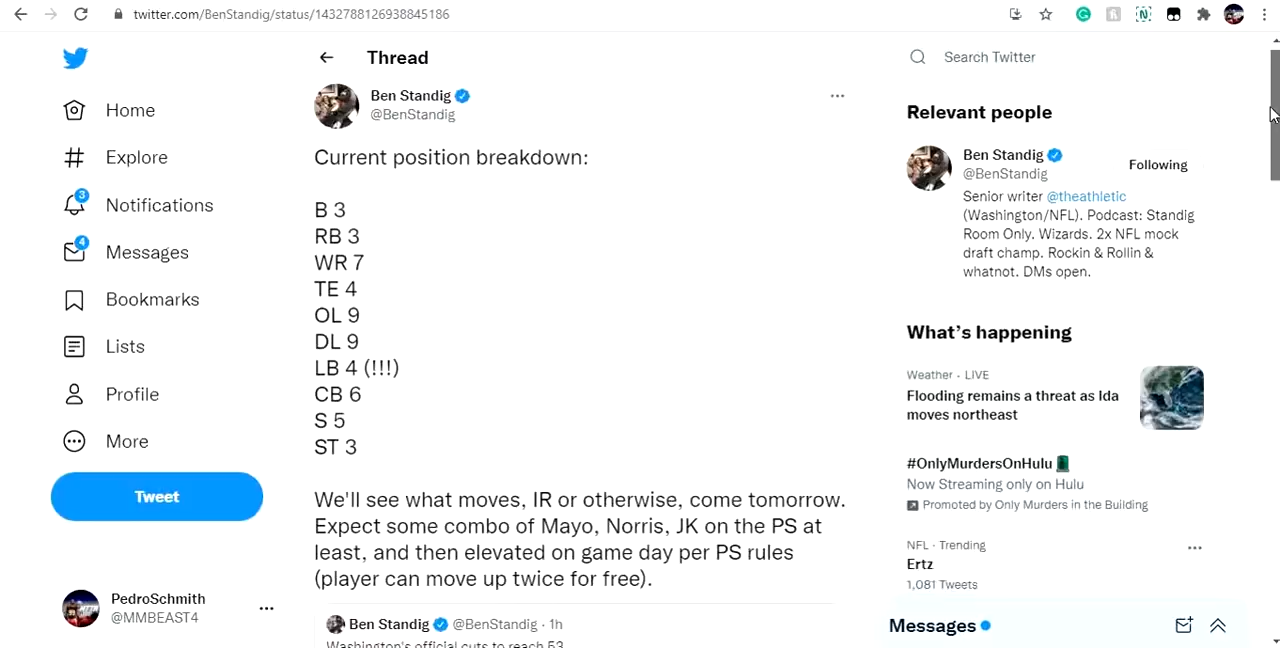 twitter.com/BenStandig/status/1432788126938845186
Home
Explore
3
Notifications
4
Messages
Bookmarks
Lists
Profile
More
Tweet
PedroSchmith
@MMBEAST4
Thread
Ben Standig
@BenStandig
Current position breakdown:
B 3
RB 3
WR 7
TE 4
OL 9
DL 9
LB 4 (!!!)
CB 6
S 5
ST 3
We'll see what moves, IR or otherwise, come tomorrow.
Expect some combo of Mayo, Norris, JK on the PS at
least, and then elevated on game day per PS rules
(player can move up twice for free).
Ben Standig @BenStandig · 1h
Washington's official cuts to reach 53
Search Twitter
Relevant people
Ben Standig
@BenStandig
Following
Senior writer @theathletic
(Washington/NFL). Podcast: Standig
Room Only. Wizards. 2x NFL mock
draft champ. Rockin & Rollin &
whatnot. DMs open.
What's happening
Weather · LIVE
Flooding remains a threat as Ida
moves northeast
#OnlyMurdersOnHulu
Now Streaming only on Hulu
Promoted by Only Murders in the Building
NFL · Trending
Ertz
1,081 Tweets
Messages